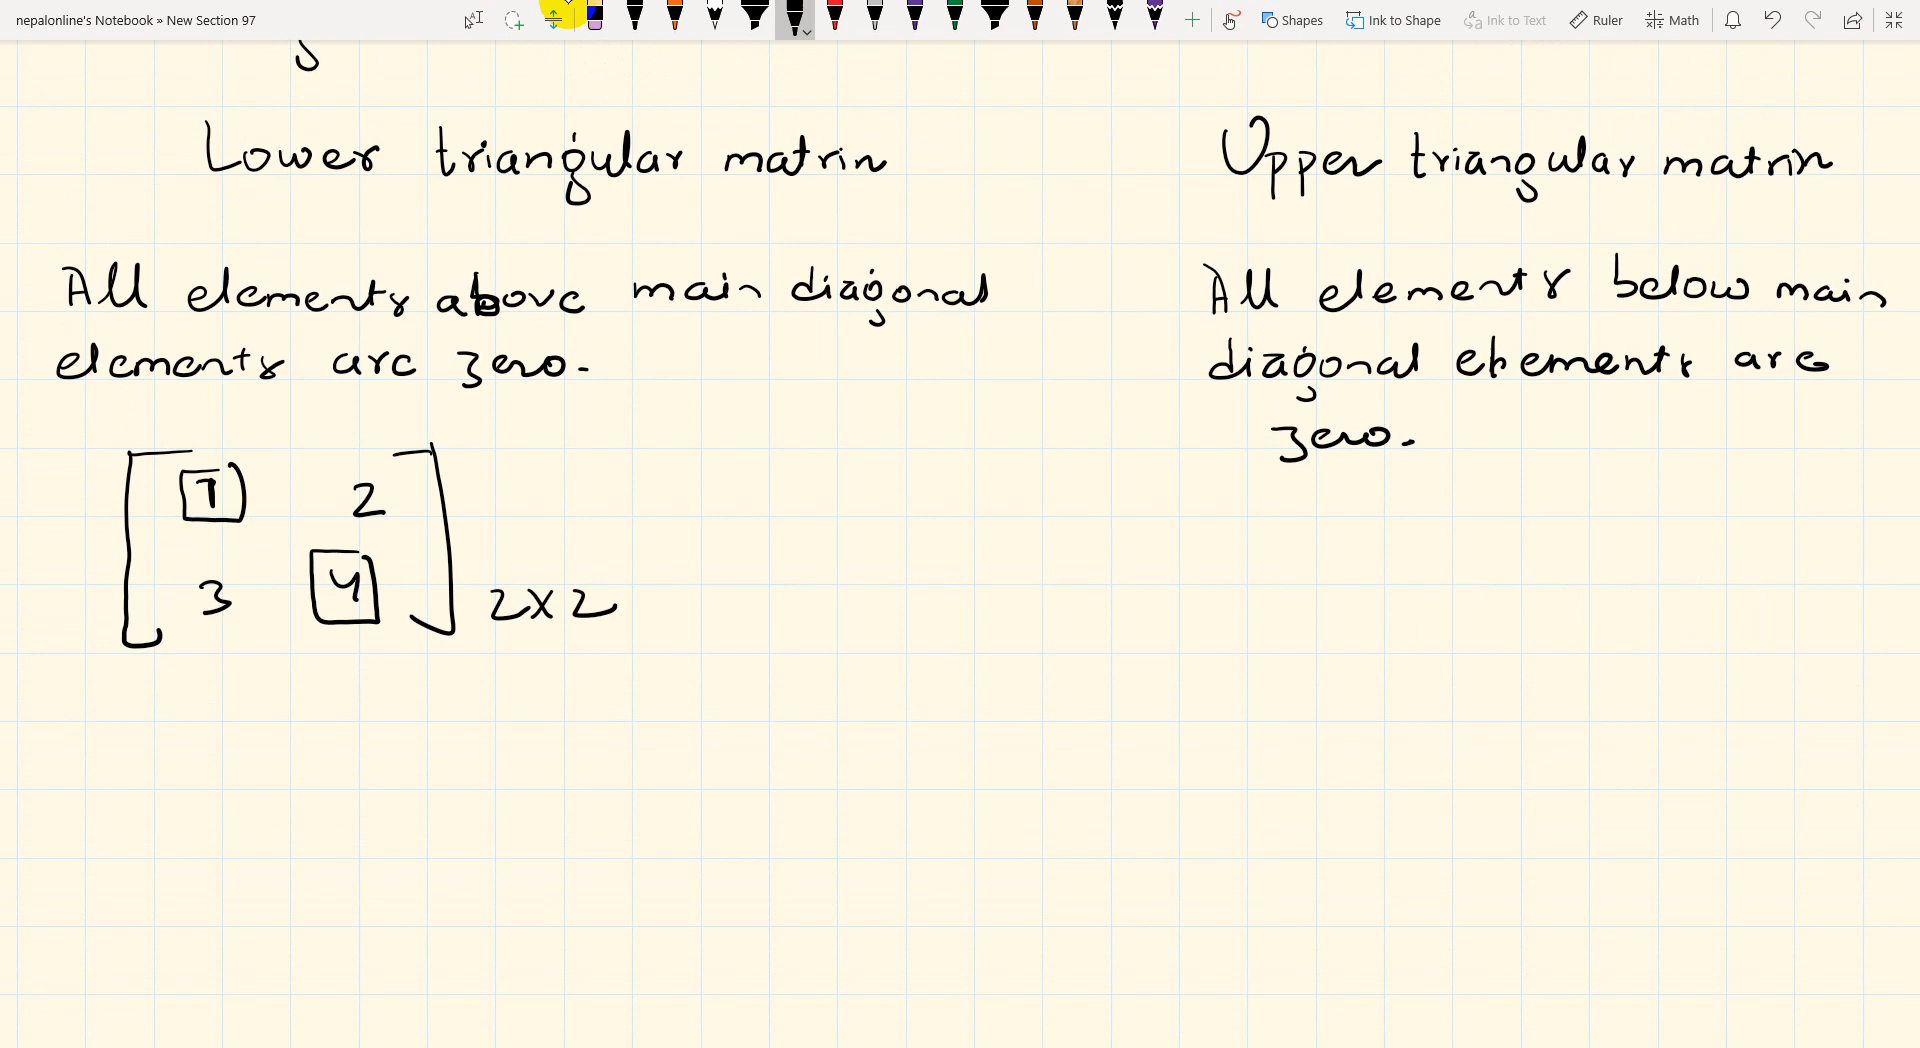 nepalonline's Notebook » New Section 97
Shapes Ink to Shape Ink to Text Ruler Math
Lower triangular matrix
All elements above main diagonal
elements are zero.
1 2
3 4
2x2
Upper triangular matrix
All elements below main
diagonal elements are
zero.